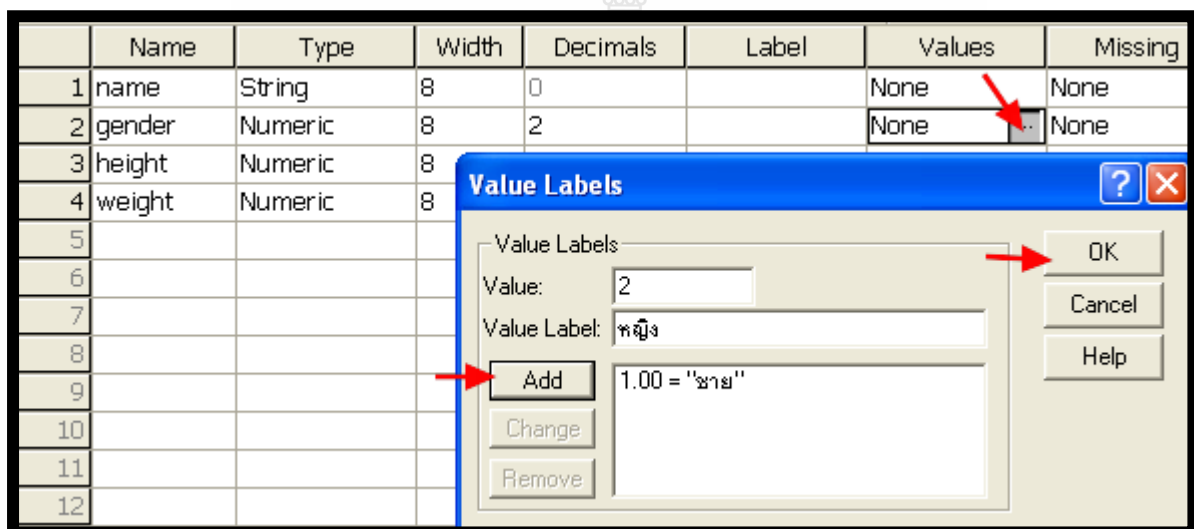 Name Type Width Decimals Label Values Missing
1 name String 8 0 None None
2 gender Numeric 8 2 None ... None
3 height Numeric 8
4 weight Numeric 8
5
6
7
8
9
10
11
12
Value Labels
Value Labels
Value: 2
Value Label: หญิง
Add
Change
Remove
1.00 = "ชาย"
OK
Cancel
Help